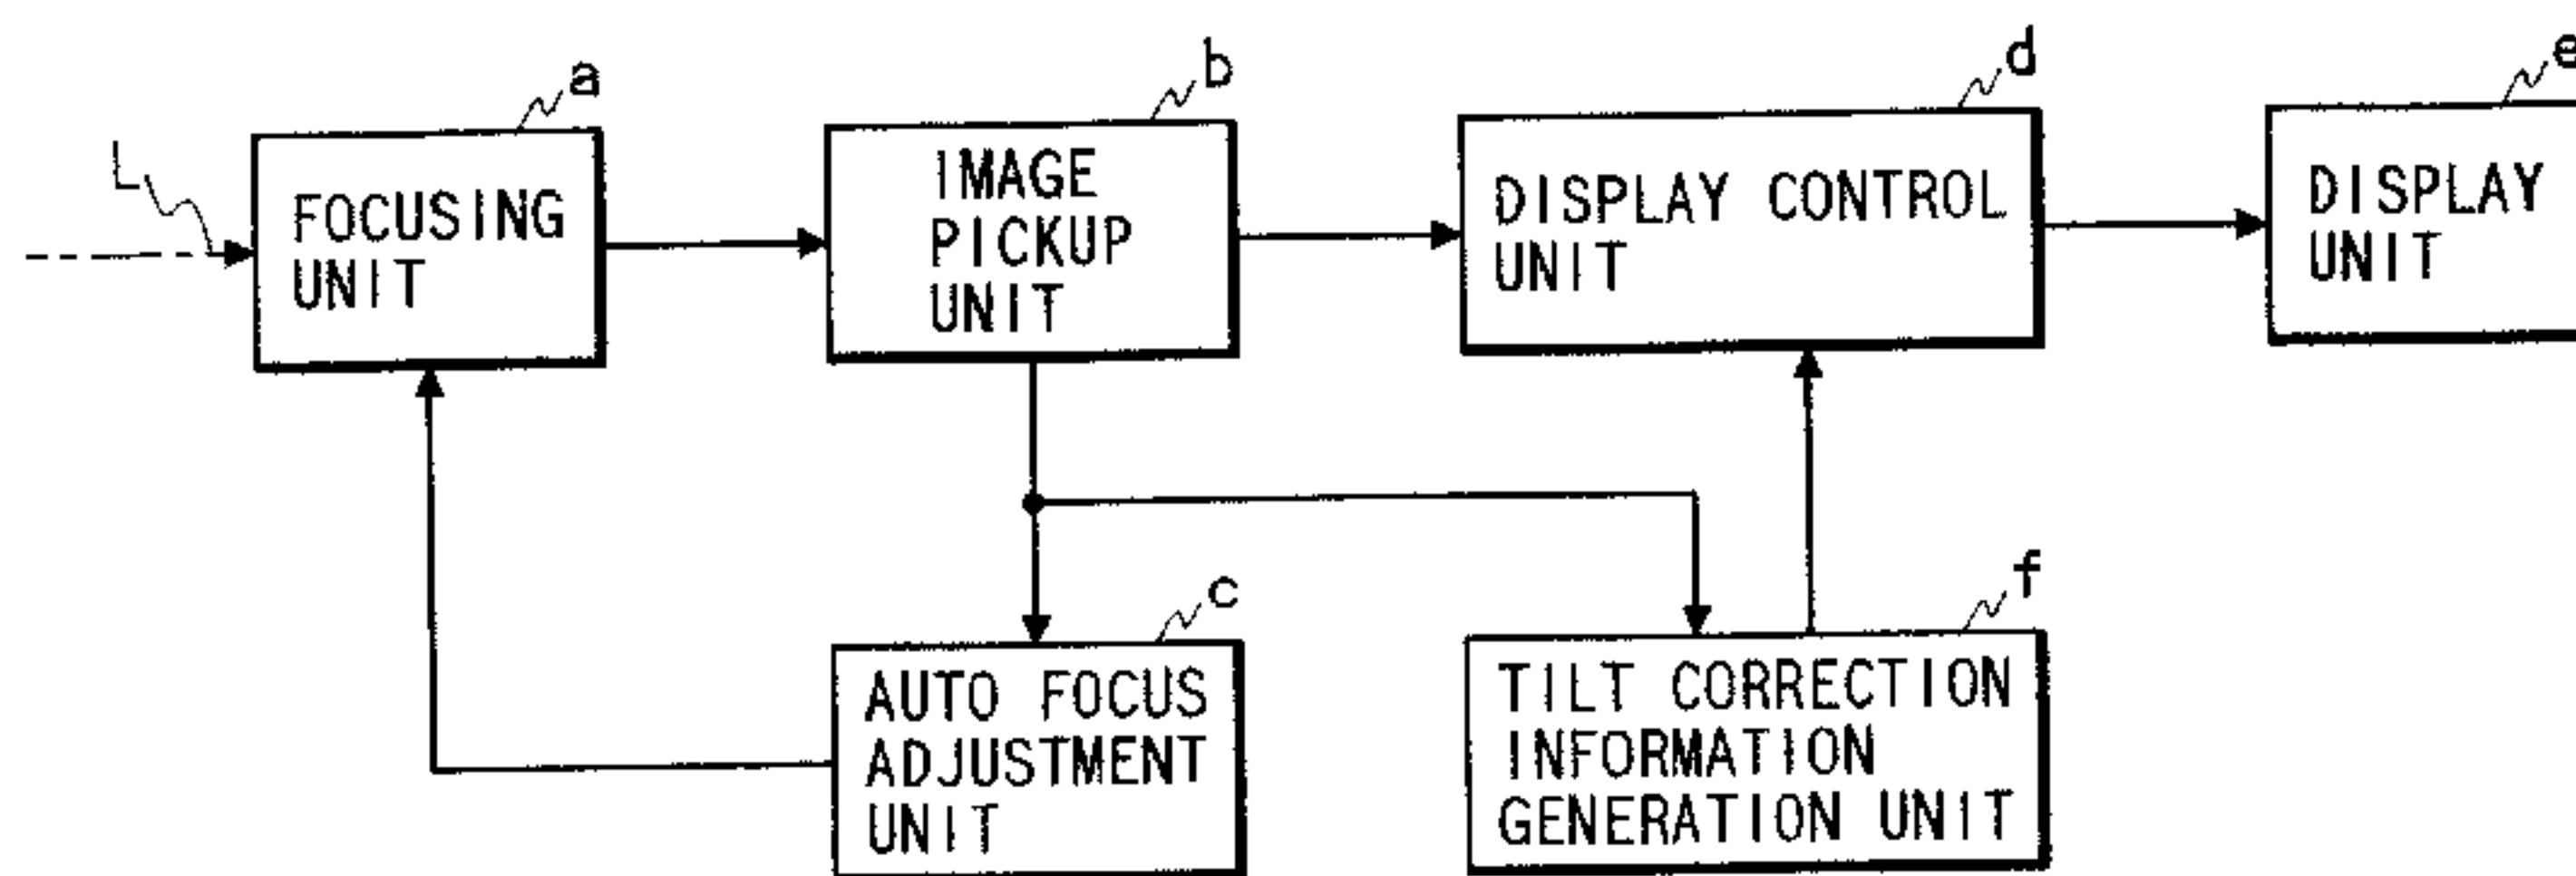 L
a
FOCUSING
UNIT
b
IMAGE
PICKUP
UNIT
d
DISPLAY CONTROL
UNIT
e
DISPLAY
UNIT
c
AUTO FOCUS
ADJUSTMENT
UNIT
f
TILT CORRECTION
INFORMATION
GENERATION UNIT